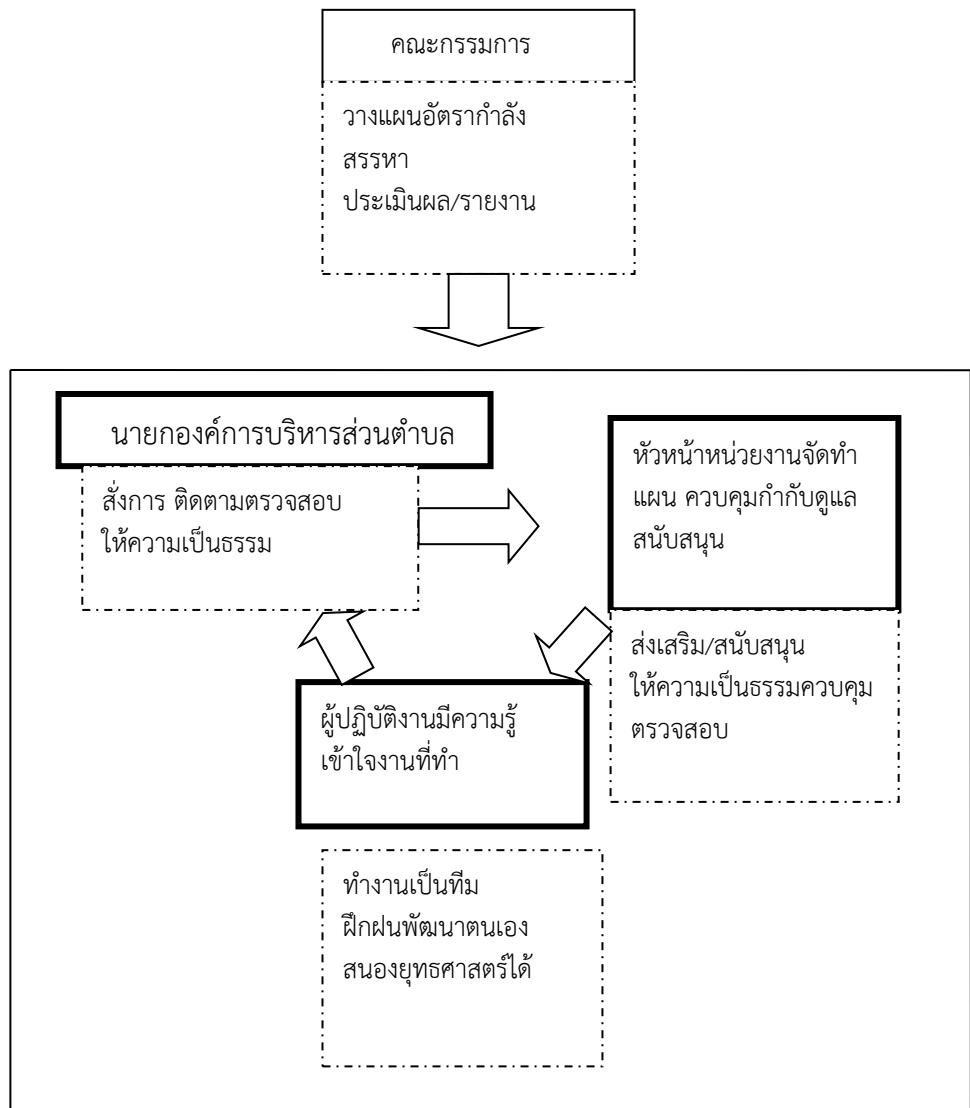 คณะกรรมการ
วางแผนอัตรากำลัง
สรรหา
ประเมินผล/รายงาน
นายกองค์การบริหารส่วนตำบล
สั่งการ ติดตามตรวจสอบ
ให้ความเป็นธรรม
หัวหน้าหน่วยงานจัดทำ
แผน ควบคุมกำกับดูแล
สนับสนุน
ส่งเสริม/สนับสนุน
ให้ความเป็นธรรมควบคุม
ตรวจสอบ
ผู้ปฏิบัติงานมีความรู้
เข้าใจงานที่ทำ
ทำงานเป็นทีม
ฝึกฝนพัฒนาตนเอง
สนองยุทธศาสตร์ได้